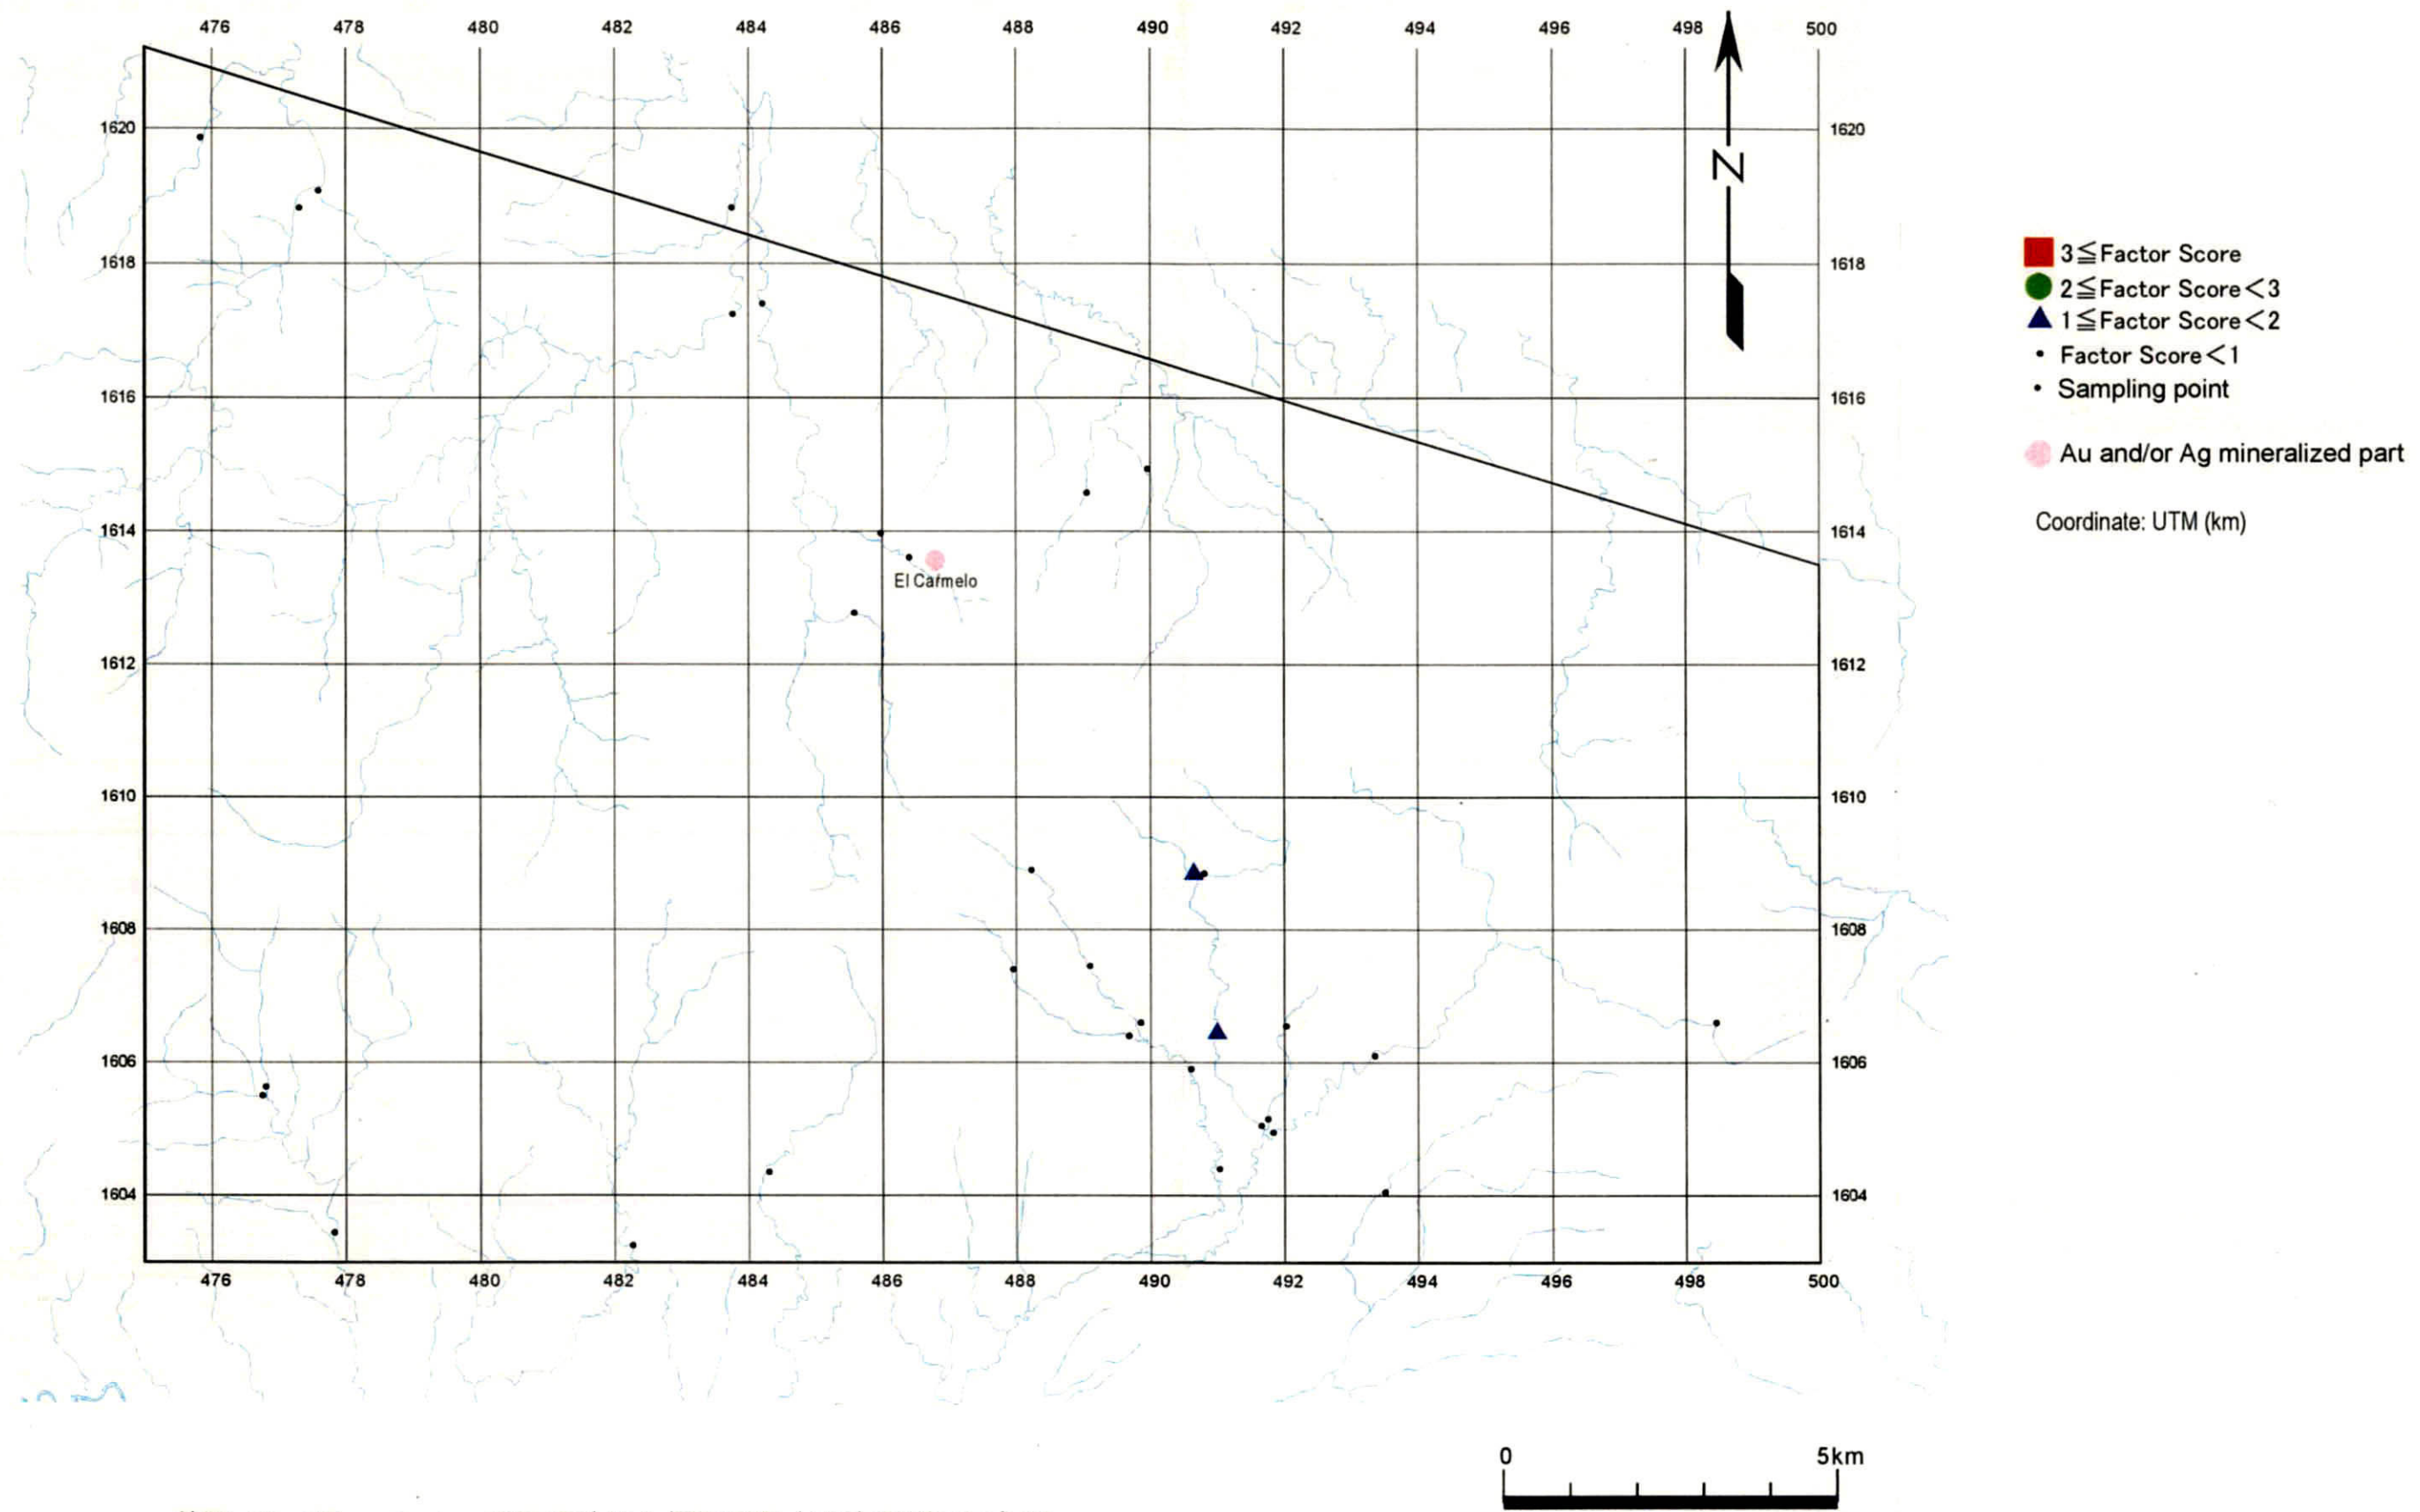 476 478 480 482 484 486 488 490 492 494 496 498 500
N
1620 1620
1618 1618
3≦Factor Score
2≦Factor Score<3
1≦Factor Score<2
Factor Score<1
Sampling point
Au and/or Ag mineralized part
Coordinate: UTM (km)
1616 1616
1614 1614
El Carmelo
1612 1612
1610 1610
1608 1608
1606 1606
1604 1604
476 478 480 482 484 486 488 490 492 494 496 498 500
0 5km